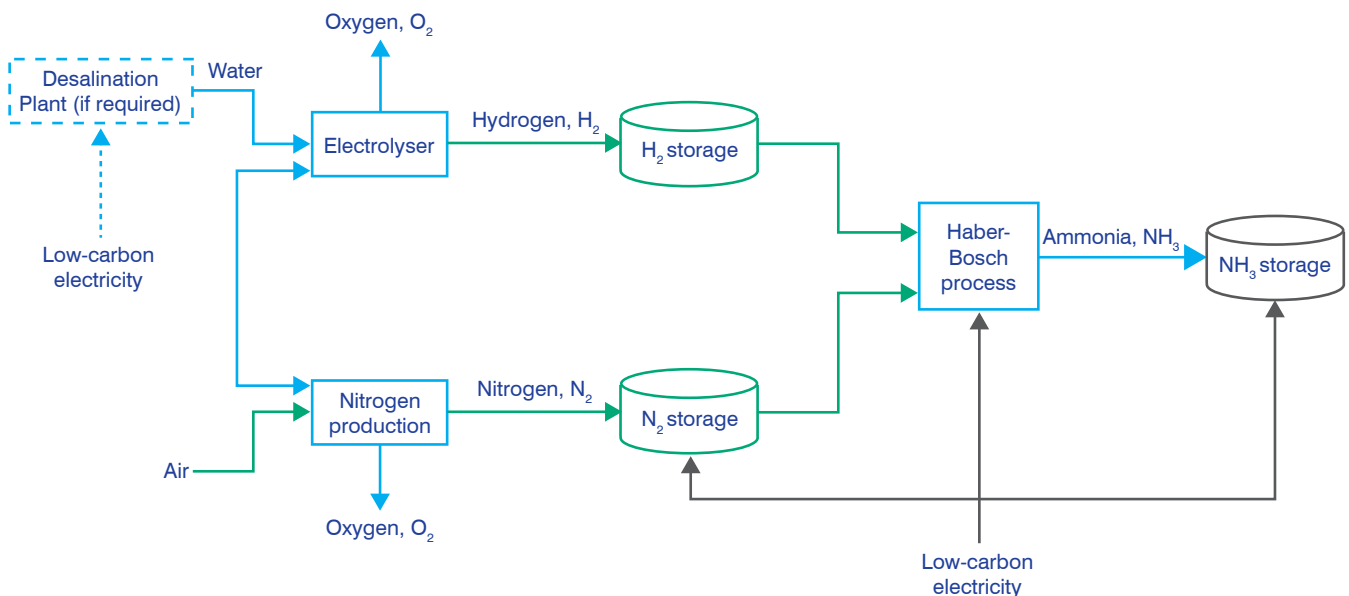 Oxygen, O₂
Desalination
Plant (if required)
Water
Electrolyser
Hydrogen, H₂
H₂ storage
Low-carbon
electricity
Haber-
Bosch
process
Ammonia, NH₃
NH₃ storage
Nitrogen
production
Nitrogen, N₂
N₂ storage
Air
Oxygen, O₂
Low-carbon
electricity